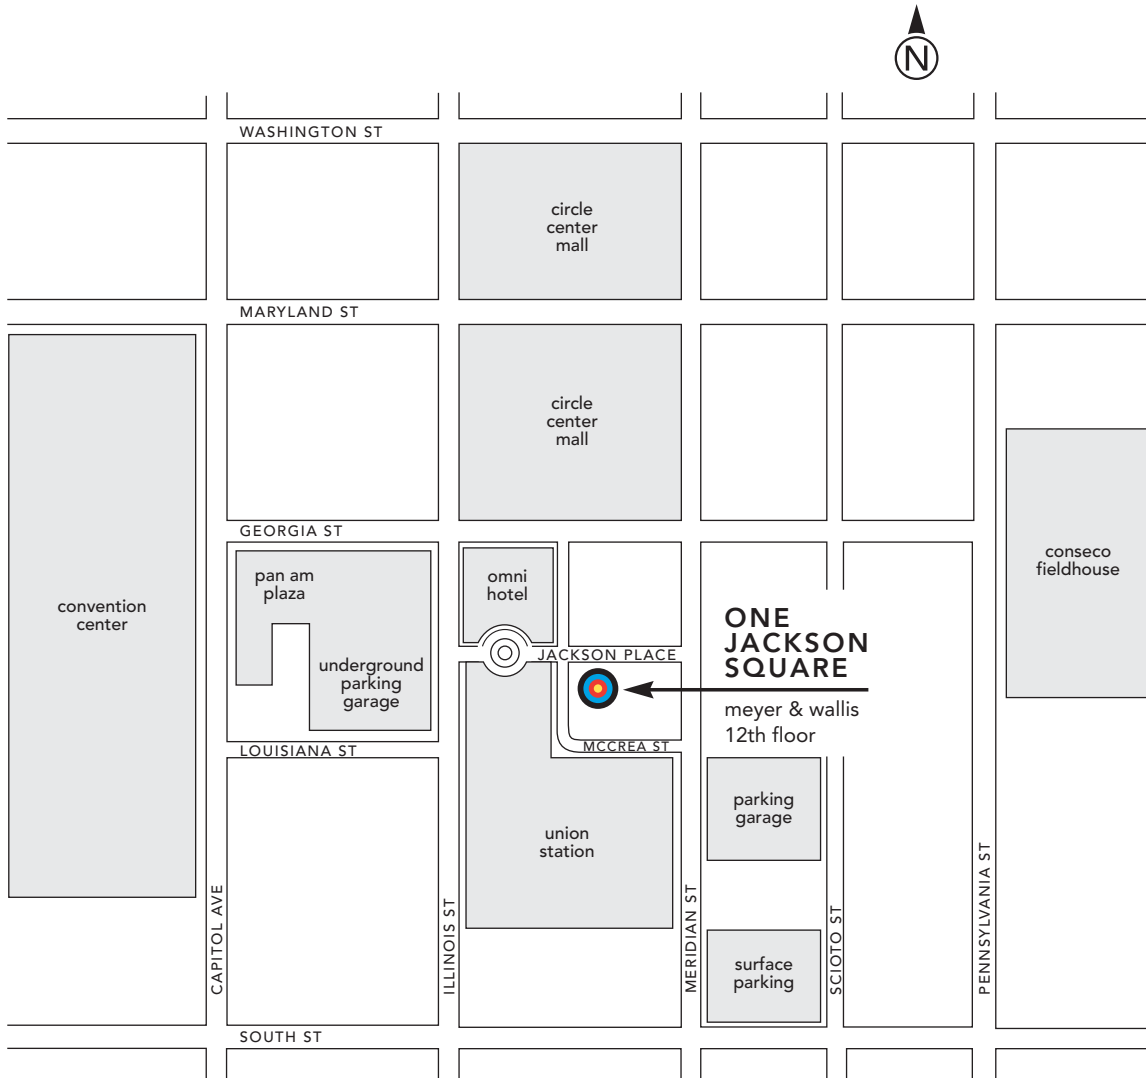 N
WASHINGTON ST
circle
center
mall
MARYLAND ST
circle
center
mall
GEORGIA ST
pan am
plaza
omni
hotel
conseco
fieldhouse
convention
center
ONE
JACKSON
SQUARE
JACKSON PLACE
underground
parking
garage
meyer & wallis
12th floor
LOUISIANA ST
MCCREA ST
parking
garage
union
station
CAPITOL AVE
ILLINOIS ST
MERIDIAN ST
SCIOTO ST
PENNSYLVANIA ST
surface
parking
SOUTH ST